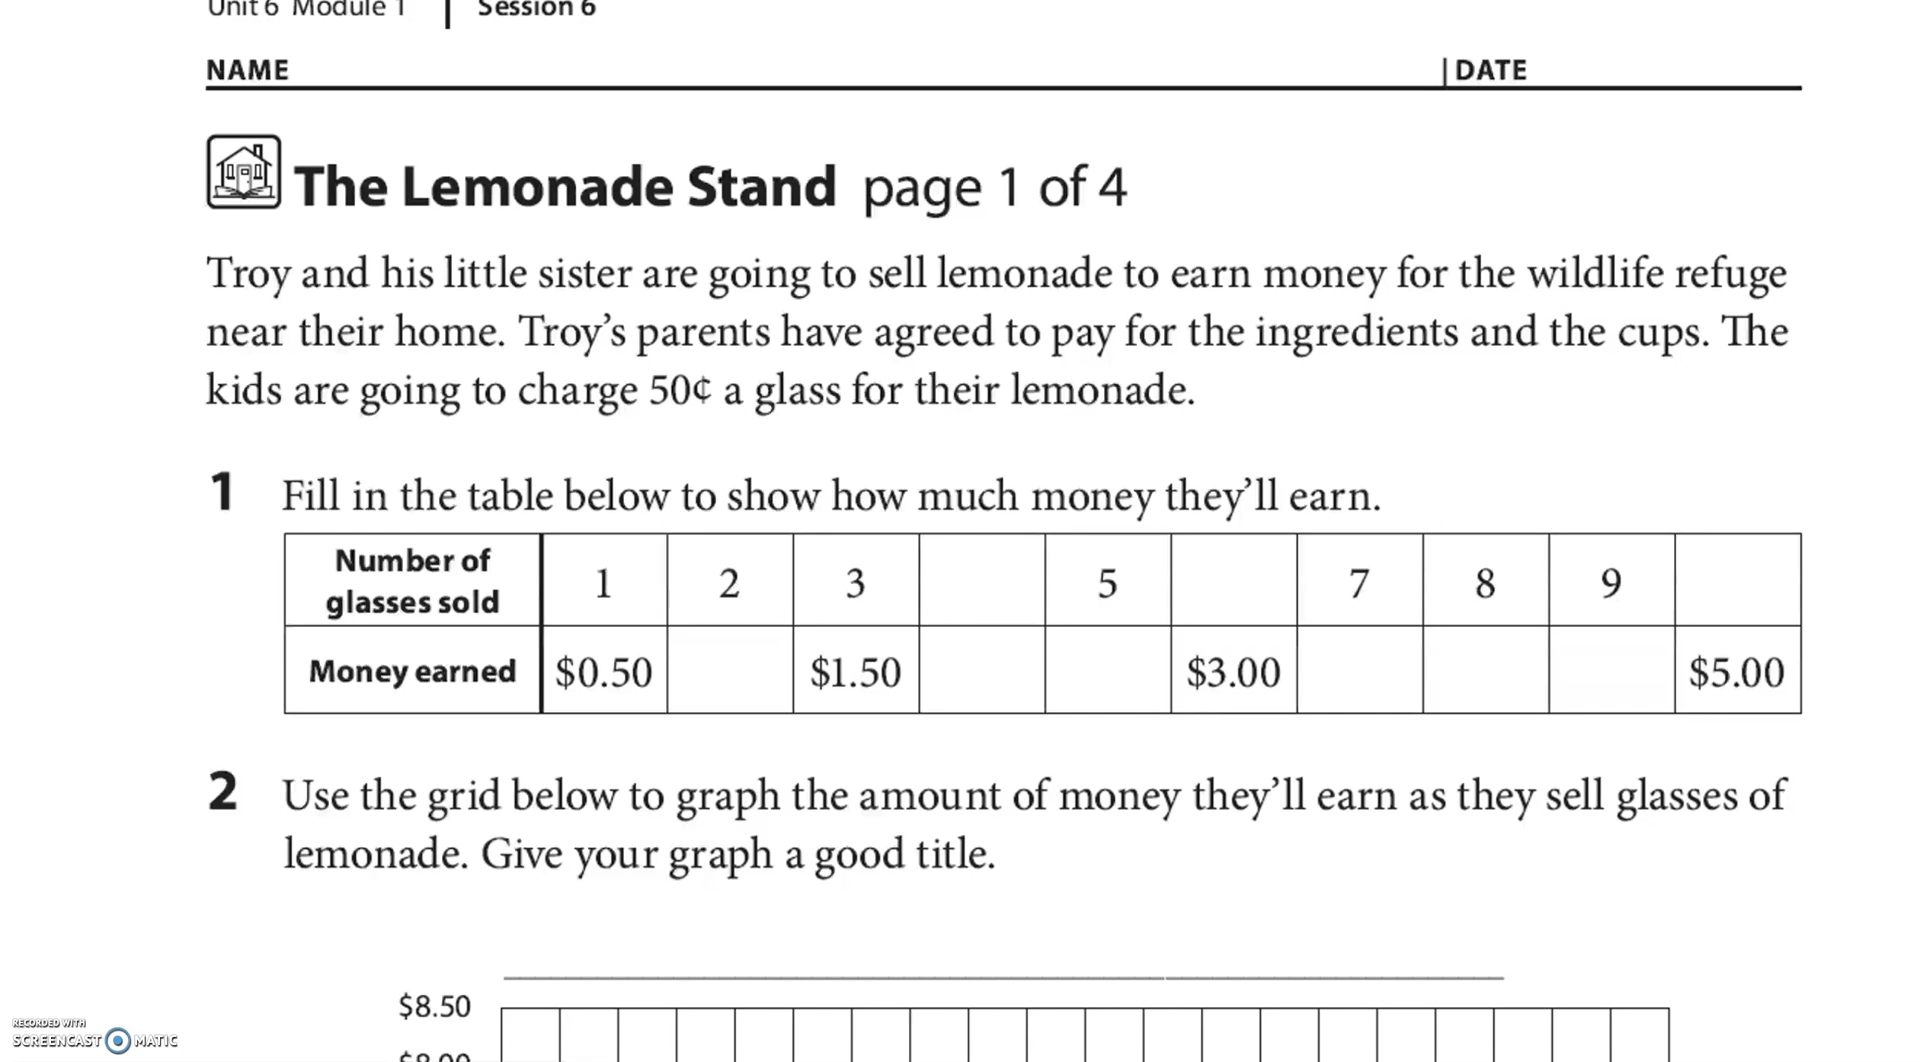 Unit 6 Module 1 | Session 6
NAME | DATE
The Lemonade Stand page 1 of 4
Troy and his little sister are going to sell lemonade to earn money for the wildlife refuge
near their home. Troy’s parents have agreed to pay for the ingredients and the cups. The
kids are going to charge 50¢ a glass for their lemonade.
1 Fill in the table below to show how much money they’ll earn.
Number of
glasses sold
1 2 3 5 7 8 9
Money earned $0.50 $1.50 $3.00 $5.00
2 Use the grid below to graph the amount of money they’ll earn as they sell glasses of
lemonade. Give your graph a good title.
$8.50
$8.00
RECORDED WITH
SCREENCAST MATIC